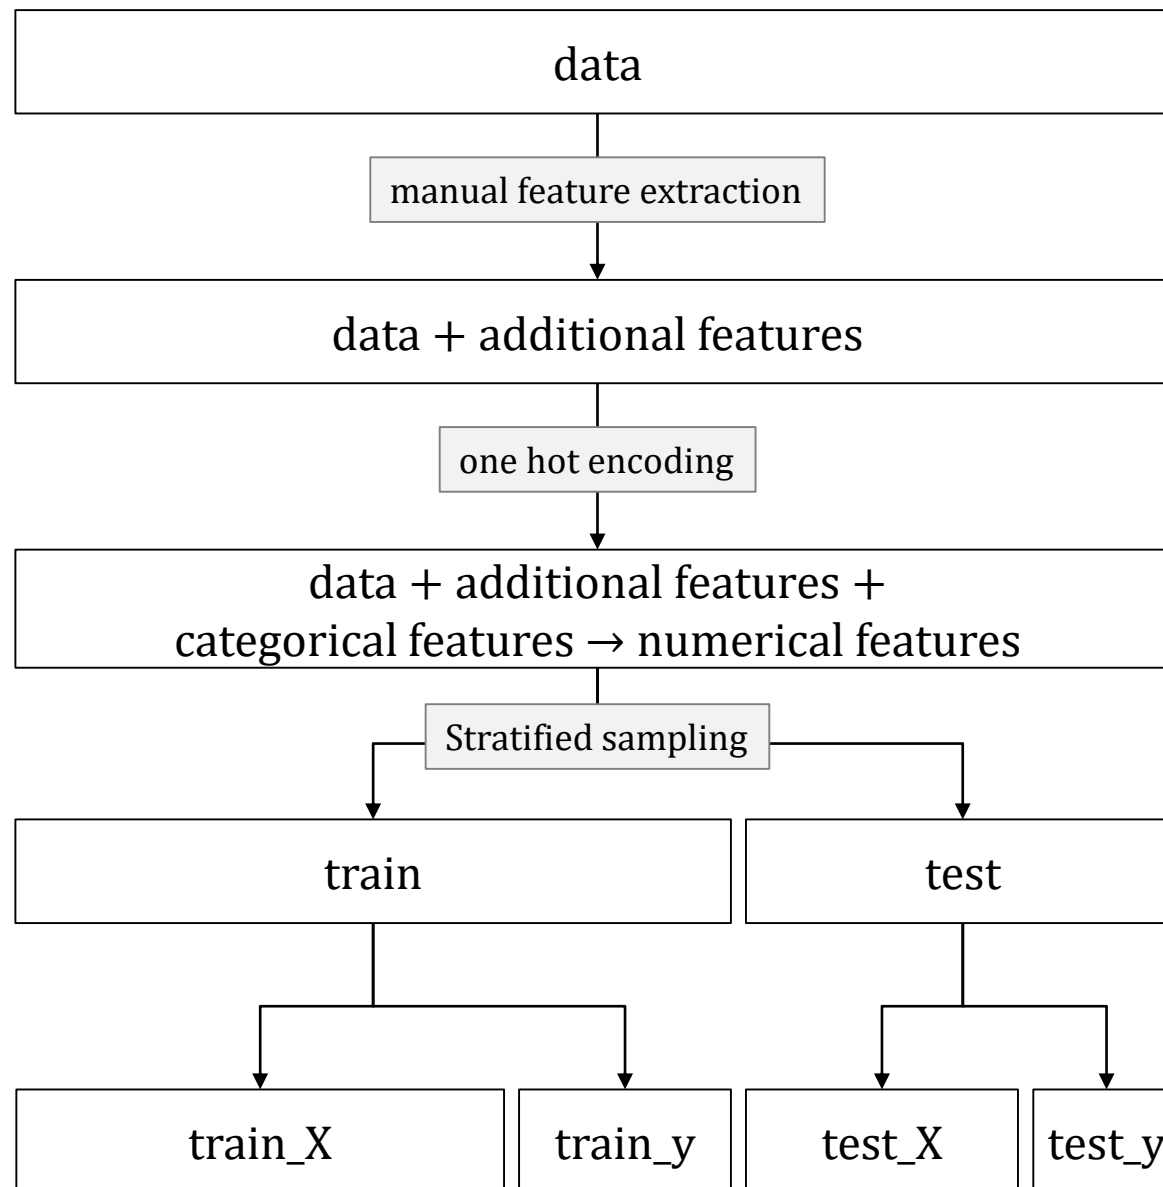 data
manual feature extraction
data + additional features
one hot encoding
data + additional features +
categorical features → numerical features
Stratified sampling
train
test
train_X
train_y
test_X
test_y